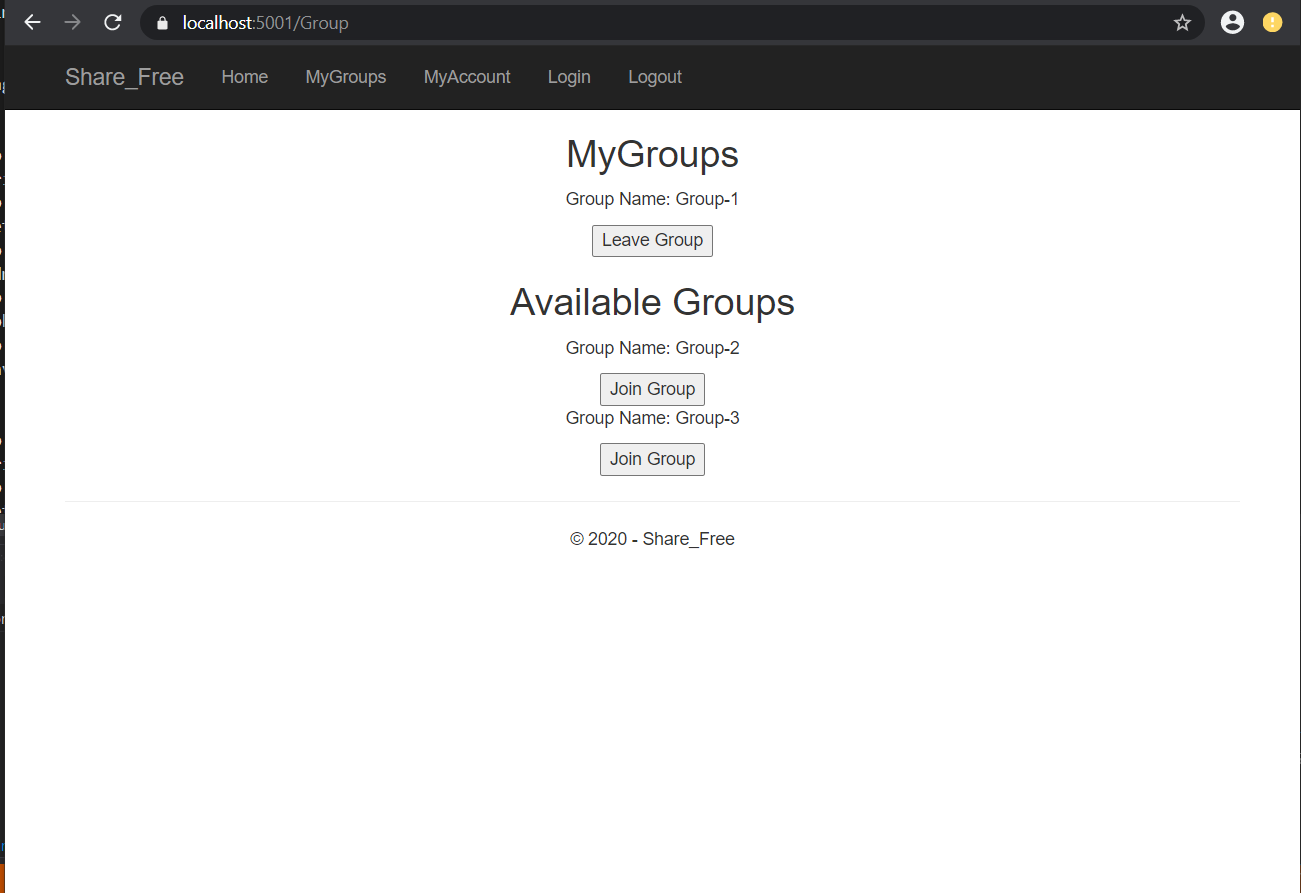 localhost:5001/Group
Share_Free Home MyGroups MyAccount Login Logout
MyGroups
Group Name: Group-1
Leave Group
Available Groups
Group Name: Group-2
Join Group
Group Name: Group-3
Join Group
© 2020 - Share_Free